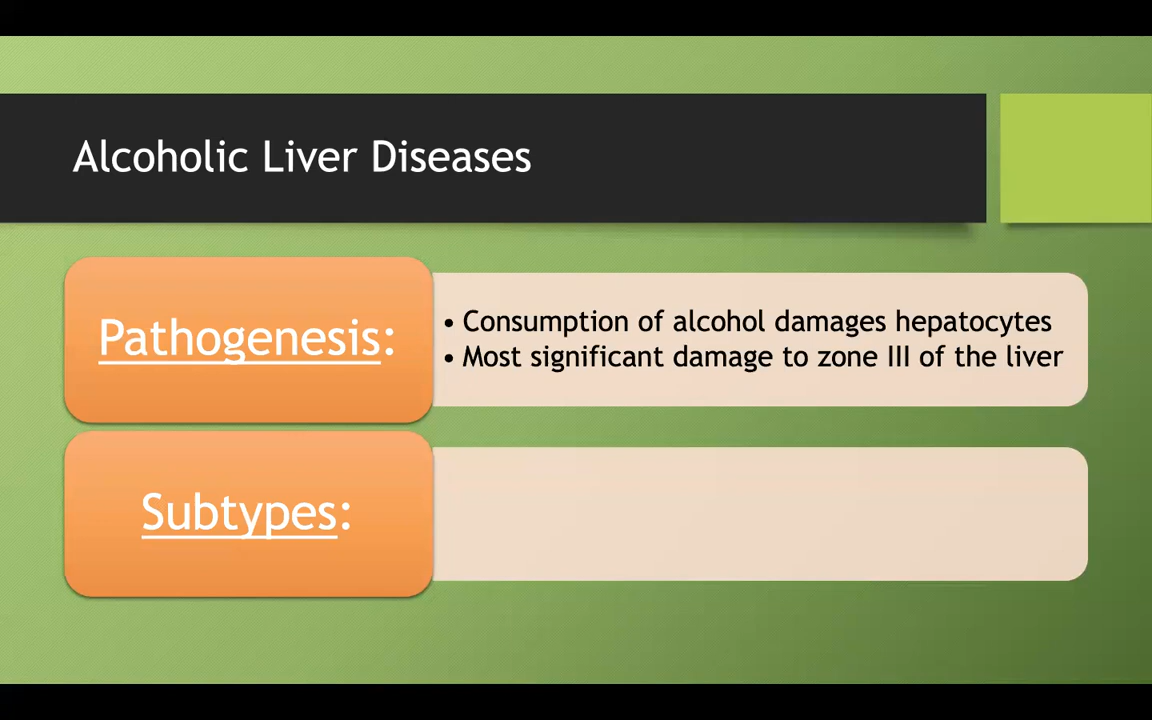 Alcoholic Liver Diseases
Pathogenesis:
• Consumption of alcohol damages hepatocytes
• Most significant damage to zone III of the liver
Subtypes: